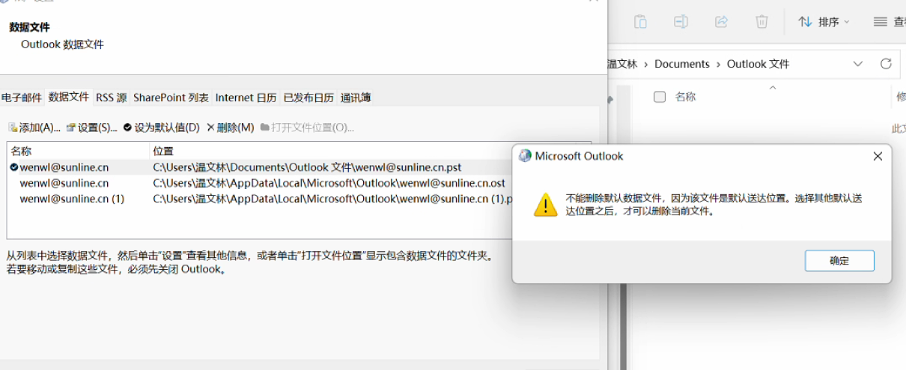 数据文件
Outlook 数据文件
电子邮件 数据文件 RSS 源 SharePoint 列表 Internet 日历 已发布日历 通讯簿
添加(A)... 设置(S)... 设为默认值(D) 删除(M) 打开文件位置(O)...
名称 位置
wenwl@sunline.cn C:\Users\温文林\Documents\Outlook 文件\wenwl@sunline.cn.pst
wenwl@sunline.cn C:\Users\温文林\AppData\Local\Microsoft\Outlook\wenwl@sunline.cn.ost
wenwl@sunline.cn (1) C:\Users\温文林\AppData\Local\Microsoft\Outlook\wenwl@sunline.cn (1).p
从列表中选择数据文件，然后单击"设置"查看其他信息，或者单击"打开文件位置"显示包含数据文件的文件夹。
若要移动或复制这些文件，必须先关闭 Outlook。
排序
温文林 › Documents › Outlook 文件
名称
Microsoft Outlook
不能删除默认数据文件，因为该文件是默认送达位置。选择其他默认送
达位置之后，才可以删除当前文件。
确定